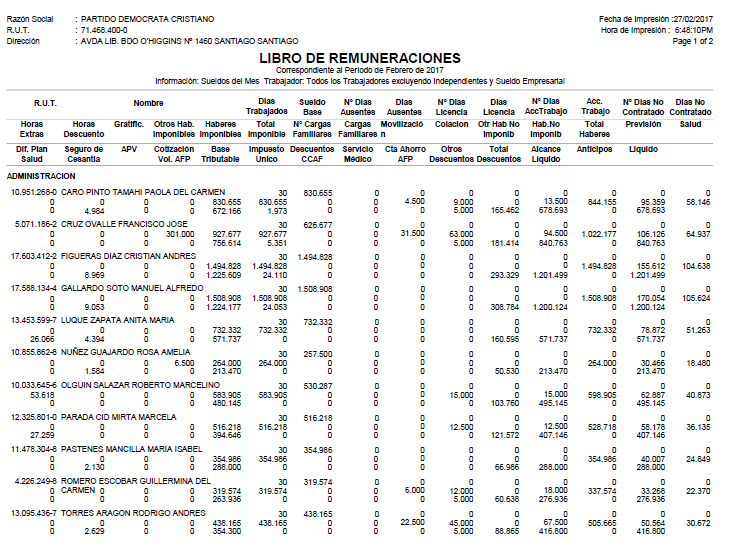 Razón Social : PARTIDO DEMOCRATA CRISTIANO Fecha de Impresión :27/02/2017
R.U.T. : 71.468.400-0 Hora de Impresión : 6:48:10PM
Dirección : AVDA LIB. BDO O'HIGGINS Nº 1460 SANTIAGO SANTIAGO Page 1 of 2
LIBRO DE REMUNERACIONES
Correspondiente al Período de Febrero de 2017
Información: Sueldos del Mes Trabajador: Todos los Trabajadores excluyendo Independientes y Sueldo Empresarial
R.U.T. Nombre Días Trabajados Sueldo Base Nº Dias Ausentes Días Ausentes Nº Dias Licencia Días Licencia Nº Dias AccTrabajo Acc. Trabajo Nº Dias No Contratado Días No Contratado
Horas Extras Horas Descuento Gratific. Otros Hab. Imponibles Haberes Imponibles Total Imponible Nº Cargas Familiares Cargas Familiares Movilización Colacion Otr Hab No Imponib Hab.No Imponib Total Haberes Previsión Salud
Dif. Plan Salud Seguro de Cesantia APV Cotización Vol. AFP Base Tributable Impuesto Unico Descuentos CCAF Servicio Médico Cta Ahorro AFP Otros Descuentos Total Descuentos Alcance Líquido Anticipos Líquido
ADMINISTRACION
10.951.268-0 CARO PINTO TAMAHI PAOLA DEL CARMEN 30 830.655 0 0 0 0 0 0 0
0 0 0 0 830.655 830.655 0 0 4.500 9.000 0 13.500 844.155 95.359 58.146
0 4.984 0 0 672.166 1.973 0 0 0 5.000 165.462 678.693 0 678.693
5.071.186-2 CRUZ OVALLE FRANCISCO JOSE 30 626.677 0 0 0 0 0 0 0
0 0 0 301.000 927.677 927.677 0 0 31.500 63.000 0 94.500 1.022.177 106.126 64.937
0 0 0 0 756.614 5.351 0 0 0 5.000 181.414 840.763 0 840.763
17.603.412-2 FIGUERAS DIAZ CRISTIAN ANDRES 30 1.494.828 0 0 0 0 0 0 0
0 0 0 0 1.494.828 1.494.828 0 0 0 0 0 0 1.494.828 155.612 104.638
0 8.969 0 0 1.225.609 24.110 0 0 0 0 293.329 1.201.499 0 1.201.499
17.588.134-4 GALLARDO SOTO MANUEL ALFREDO 30 1.508.908 0 0 0 0 0 0 0
0 0 0 0 1.508.908 1.508.908 0 0 0 0 0 0 1.508.908 170.054 105.624
0 9.053 0 0 1.224.177 24.053 0 0 0 0 308.784 1.200.124 0 1.200.124
13.453.599-7 LUQUE ZAPATA ANITA MARIA 30 732.332 0 0 0 0 0 0 0
0 0 0 0 732.332 732.332 0 0 0 0 0 0 732.332 78.872 51.263
26.066 4.394 0 0 571.737 0 0 0 0 0 160.595 571.737 0 571.737
10.855.862-8 NUÑEZ GUAJARDO ROSA AMELIA 30 257.500 0 0 0 0 0 0 0
0 0 0 6.500 264.000 264.000 0 0 0 0 0 0 264.000 30.466 18.480
0 1.584 0 0 213.470 0 0 0 0 0 50.530 213.470 0 213.470
10.033.645-6 OLGUIN SALAZAR ROBERTO MARCELINO 30 530.287 0 0 0 0 0 0 0
53.618 0 0 0 583.905 583.905 0 0 0 15.000 0 15.000 598.905 62.887 40.873
0 0 0 0 480.145 0 0 0 0 0 103.760 495.145 0 495.145
12.325.801-0 PARADA CID MIRTA MARCELA 30 516.218 0 0 0 0 0 0 0
0 0 0 0 516.218 516.218 0 0 0 12.500 0 12.500 528.718 58.178 36.135
27.259 0 0 0 394.646 0 0 0 0 0 121.572 407.146 0 407.146
11.478.304-8 PASTENES MANCILLA MARIA ISABEL 30 354.986 0 0 0 0 0 0 0
0 0 0 0 354.986 354.986 0 0 0 0 0 0 354.986 40.007 24.849
0 2.130 0 0 288.000 0 0 0 0 0 66.986 288.000 0 288.000
4.226.249-8 ROMERO ESCOBAR GUILLERMINA DEL 30 319.574 0 0 0 0 0 0 0
0 CARMEN 0 0 0 319.574 319.574 0 0 6.000 12.000 0 18.000 337.574 33.268 22.370
0 0 0 0 263.936 0 0 0 0 5.000 60.638 276.936 0 276.936
13.095.436-7 TORRES ARAGON RODRIGO ANDRES 30 438.165 0 0 0 0 0 0 0
0 0 0 0 438.165 438.165 0 0 22.500 45.000 0 67.500 505.665 50.564 30.672
0 2.629 0 0 354.300 0 0 0 0 5.000 88.865 416.800 0 416.800